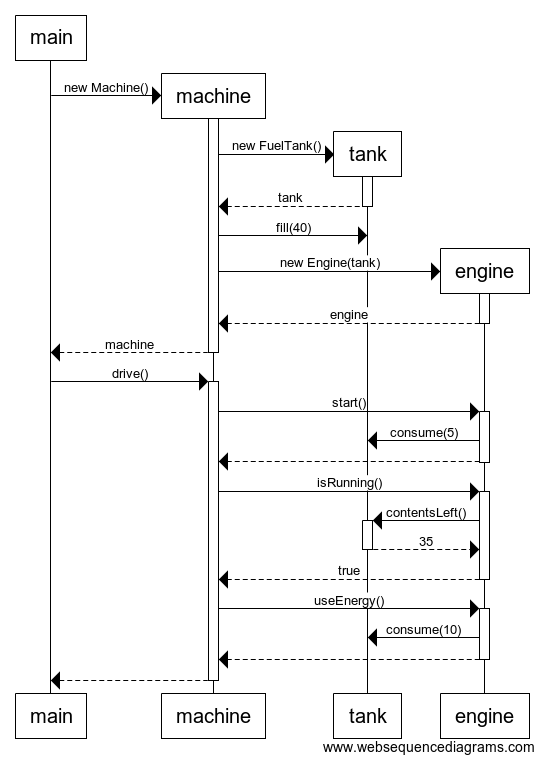 main
new Machine()
machine
new FuelTank()
tank
tank
fill(40)
new Engine(tank)
engine
engine
machine
drive()
start()
consume(5)
isRunning()
contentsLeft()
35
true
useEnergy()
consume(10)
main machine tank engine
www.websequencediagrams.com